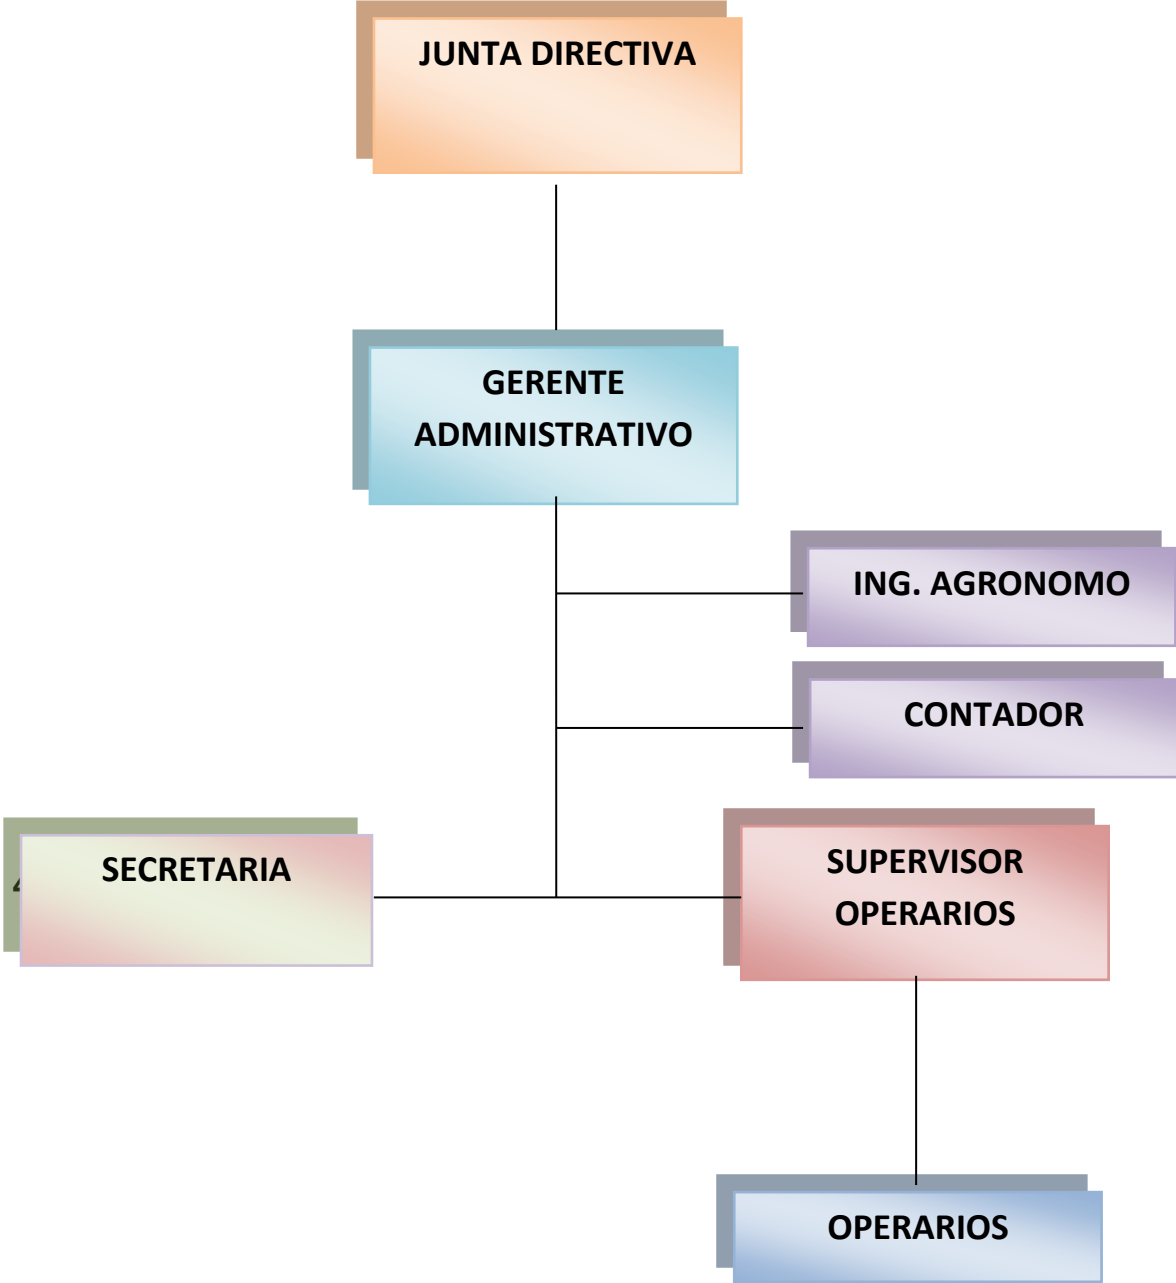 JUNTA DIRECTIVA
GERENTE
ADMINISTRATIVO
ING. AGRONOMO
CONTADOR
SECRETARIA
SUPERVISOR
OPERARIOS
OPERARIOS